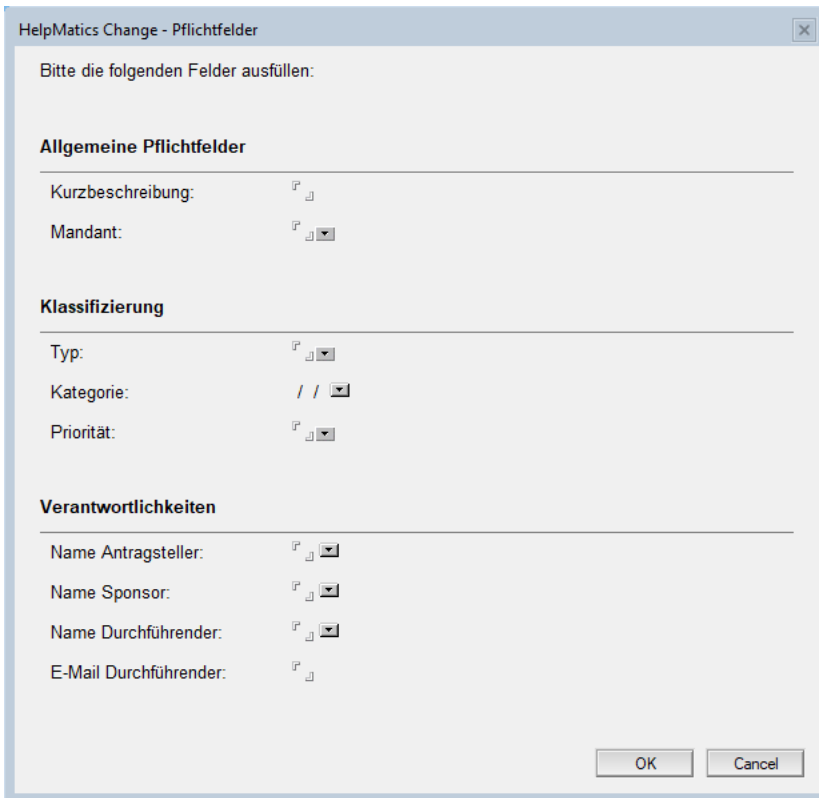 HelpMatics Change - Pflichtfelder
Bitte die folgenden Felder ausfüllen:
Allgemeine Pflichtfelder
Kurzbeschreibung:
Mandant:
Klassifizierung
Typ:
Kategorie: / /
Priorität:
Verantwortlichkeiten
Name Antragsteller:
Name Sponsor:
Name Durchführender:
E-Mail Durchführender:
OK Cancel